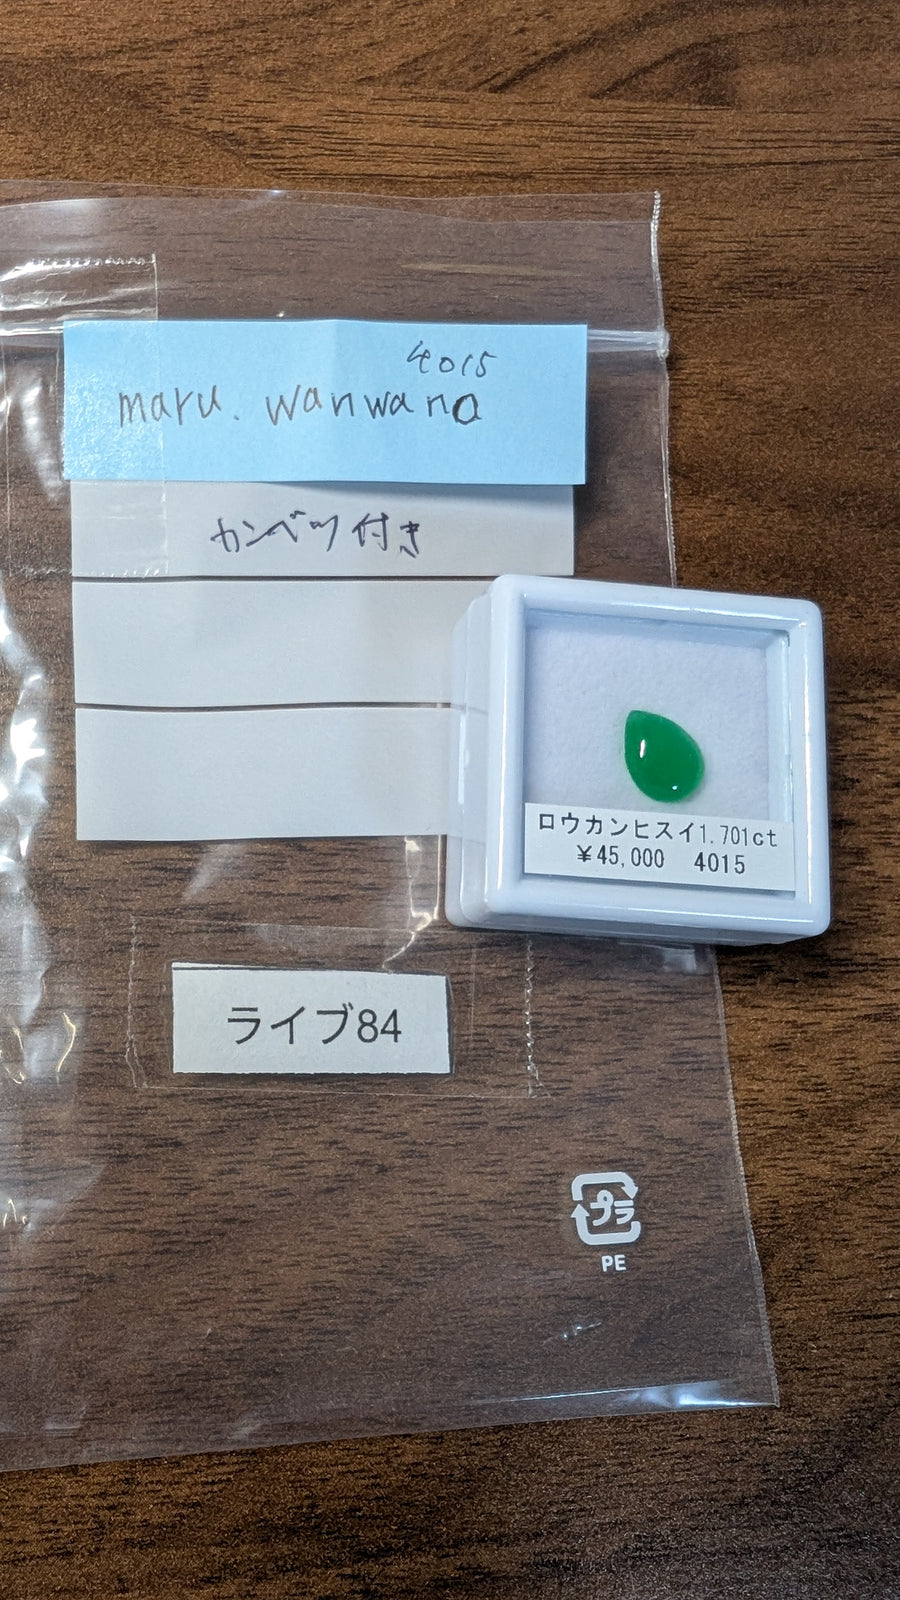 4015
maru. wanwana
カンベツ付き
ロウカンヒスイ1.701ct
¥45,000 4015
ライブ84
プラ
PE